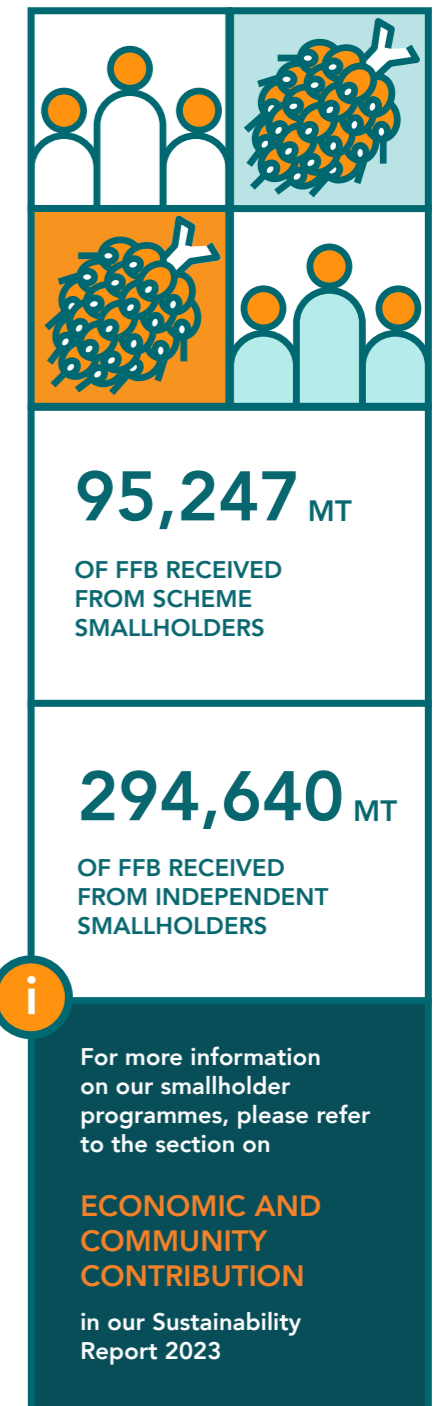 95,247 MT
OF FFB RECEIVED
FROM SCHEME
SMALLHOLDERS
294,640 MT
OF FFB RECEIVED
FROM INDEPENDENT
SMALLHOLDERS
i
For more information
on our smallholder
programmes, please refer
to the section on
ECONOMIC AND
COMMUNITY
CONTRIBUTION
in our Sustainability
Report 2023